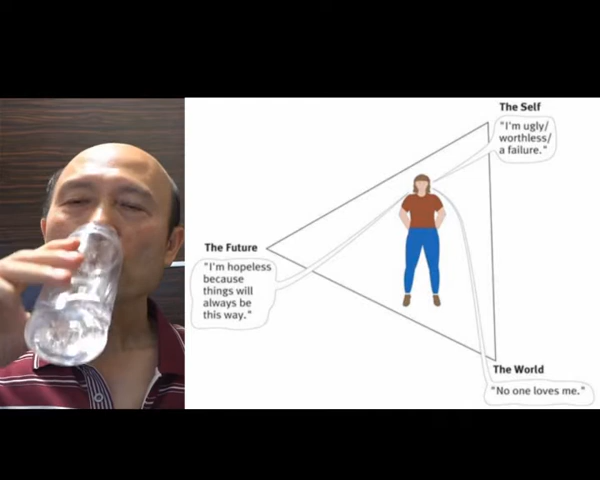 The Self
"I'm ugly/
worthless/
a failure."
The Future
"I'm hopeless
because
things will
always be
this way."
The World
"No one loves me."